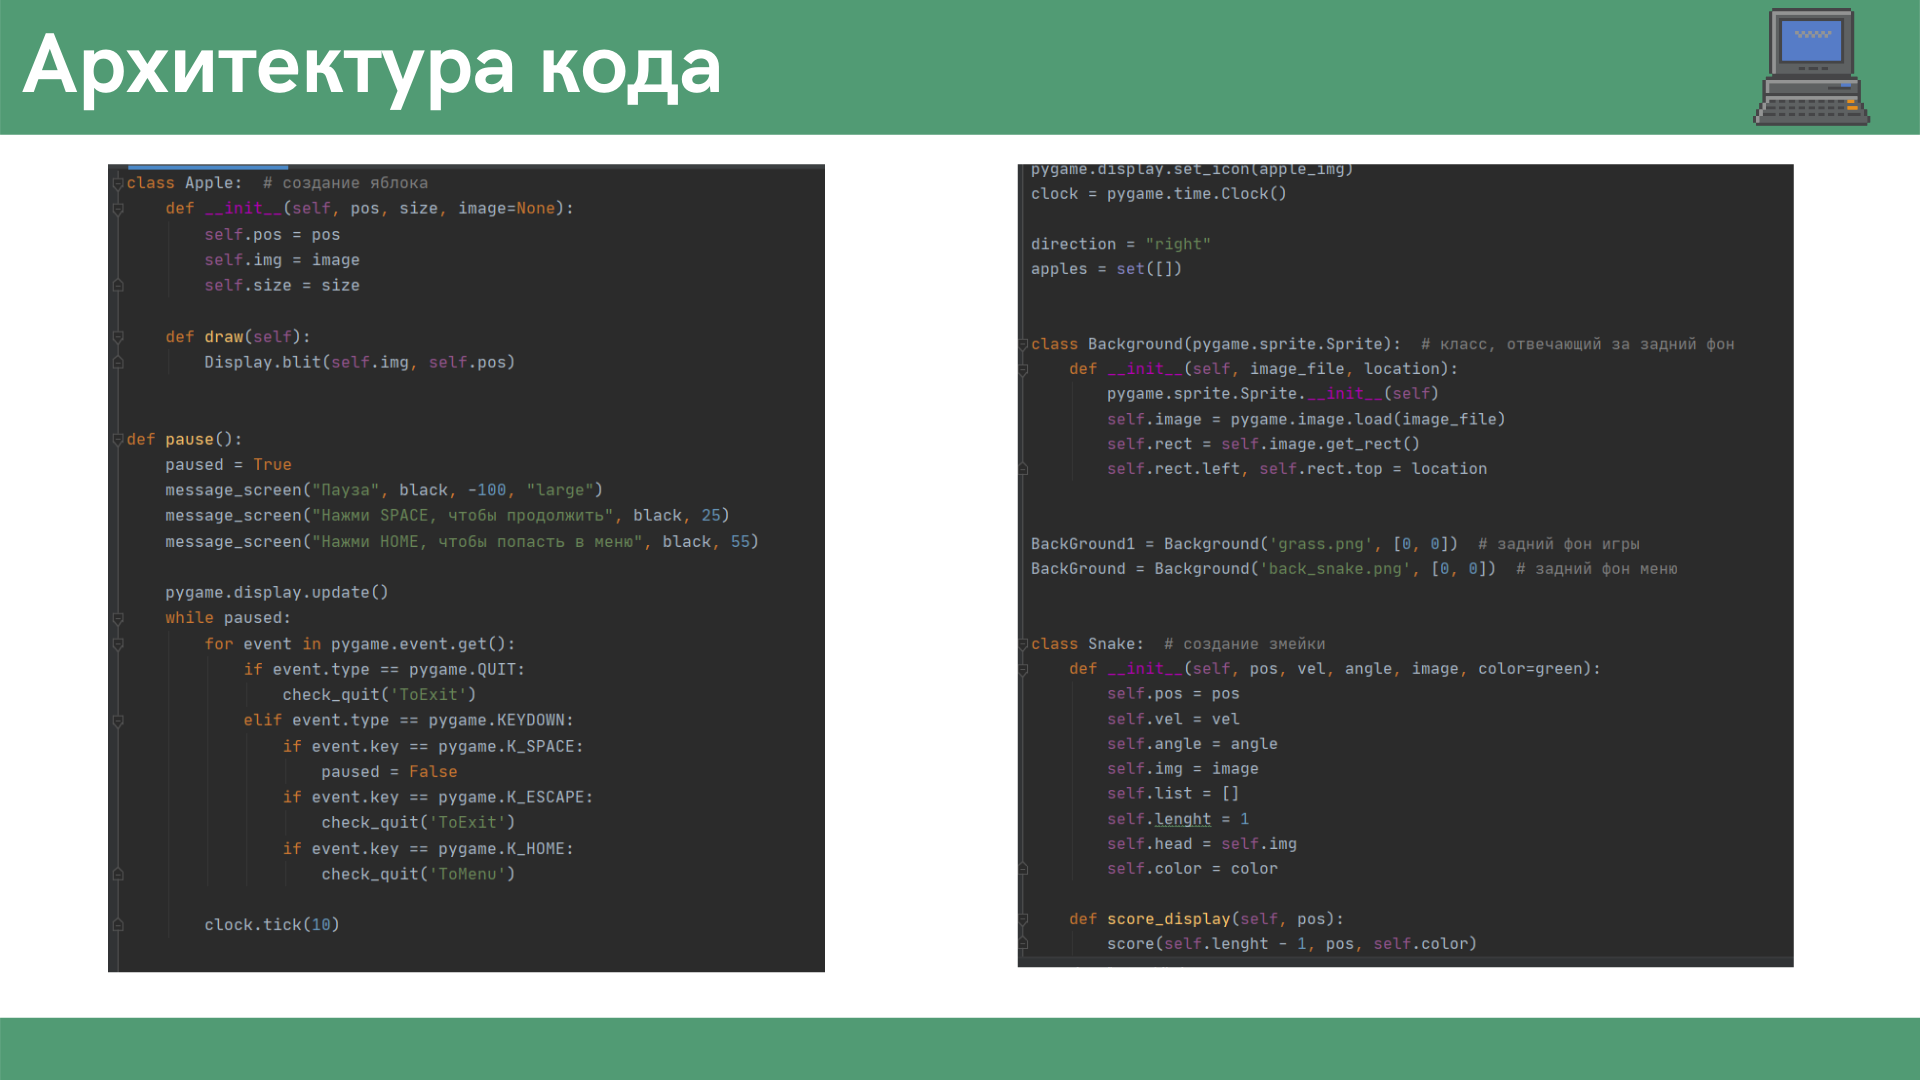 Архитектура кода
class Apple:  # создание яблока
    def __init__(self, pos, size, image=None):
        self.pos = pos
        self.img = image
        self.size = size
    def draw(self):
        Display.blit(self.img, self.pos)
def pause():
    paused = True
    message_screen("Пауза", black, -100, "large")
    message_screen("Нажми SPACE, чтобы продолжить", black, 25)
    message_screen("Нажми HOME, чтобы попасть в меню", black, 55)
    pygame.display.update()
    while paused:
        for event in pygame.event.get():
            if event.type == pygame.QUIT:
                check_quit('ToExit')
            elif event.type == pygame.KEYDOWN:
                if event.key == pygame.K_SPACE:
                    paused = False
                if event.key == pygame.K_ESCAPE:
                    check_quit('ToExit')
                if event.key == pygame.K_HOME:
                    check_quit('ToMenu')
        clock.tick(10)
pygame.display.set_icon(apple_img)
clock = pygame.time.Clock()
direction = "right"
apples = set([])
class Background(pygame.sprite.Sprite):  # класс, отвечающий за задний фон
    def __init__(self, image_file, location):
        pygame.sprite.Sprite.__init__(self)
        self.image = pygame.image.load(image_file)
        self.rect = self.image.get_rect()
        self.rect.left, self.rect.top = location
BackGround1 = Background('grass.png', [0, 0])  # задний фон игры
BackGround = Background('back_snake.png', [0, 0])  # задний фон меню
class Snake:  # создание змейки
    def __init__(self, pos, vel, angle, image, color=green):
        self.pos = pos
        self.vel = vel
        self.angle = angle
        self.img = image
        self.list = []
        self.lenght = 1
        self.head = self.img
        self.color = color
    def score_display(self, pos):
        score(self.lenght - 1, pos, self.color)